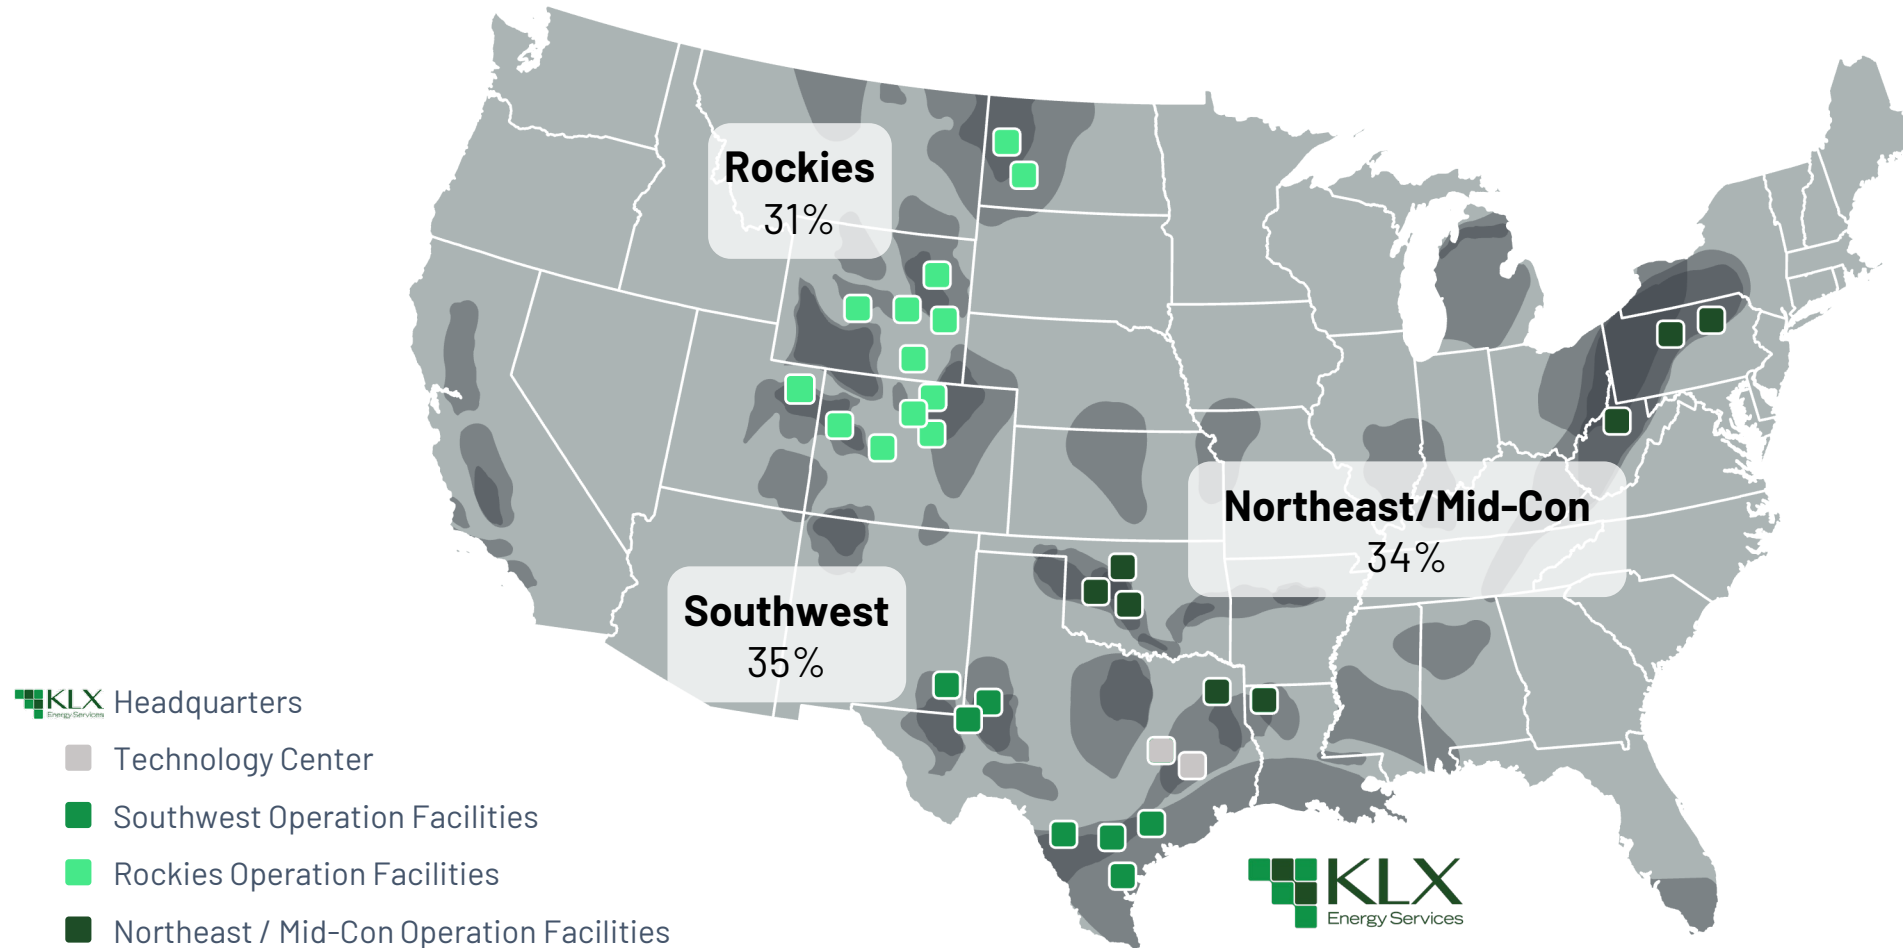 Rockies
31%
Northeast/Mid-Con
34%
Southwest
35%
KLX
Energy Services
Headquarters
Technology Center
Southwest Operation Facilities
Rockies Operation Facilities
Northeast / Mid-Con Operation Facilities
KLX
Energy Services